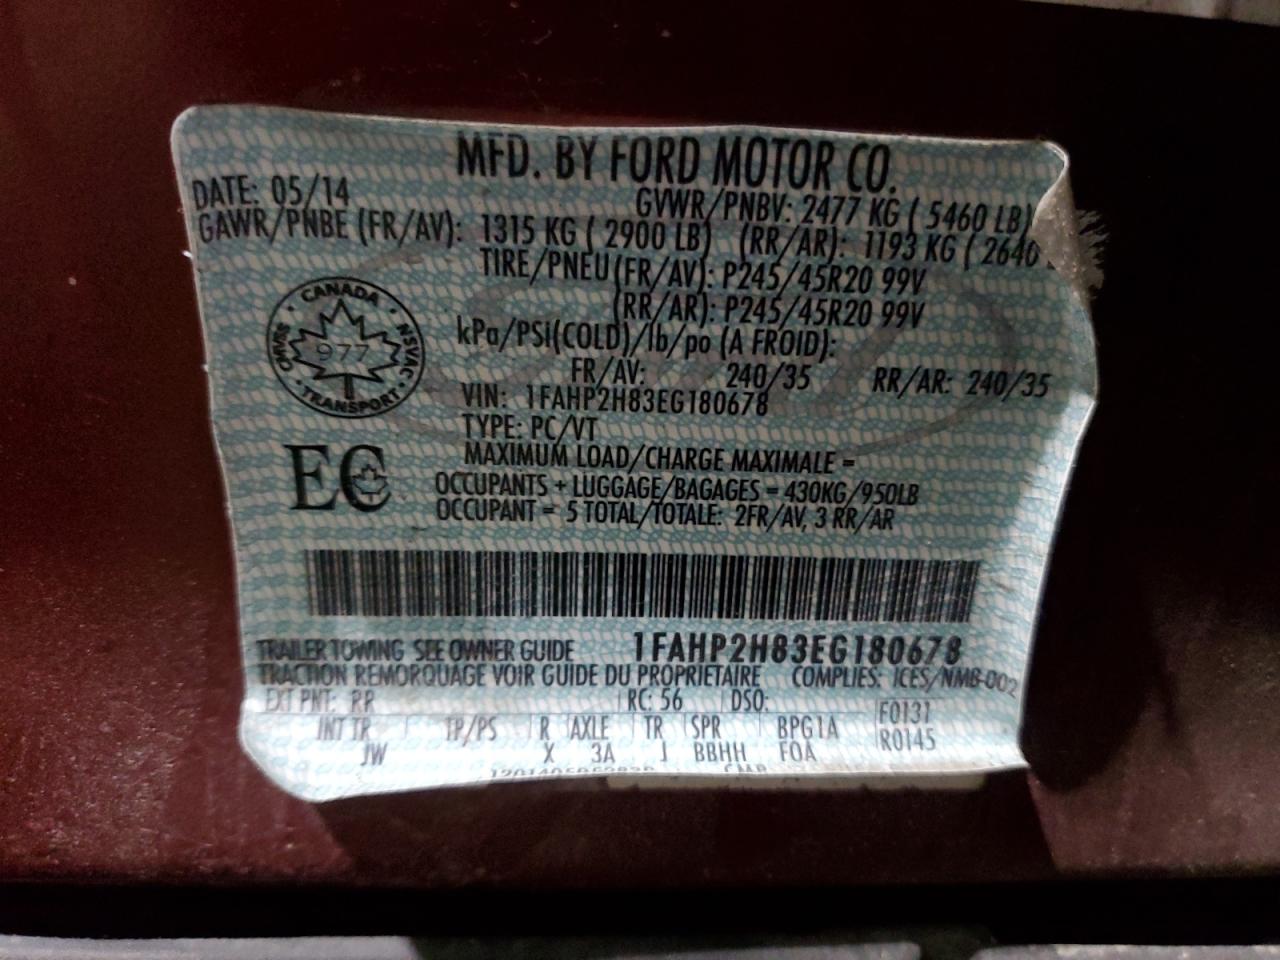 MFD. BY FORD MOTOR CO.
DATE: 05/14
GVWR/PNBV: 2477 KG ( 5460 LB)
GAWR/PNBE (FR/AV): 1315 KG ( 2900 LB) (RR/AR): 1193 KG ( 2640
TIRE/PNEU(FR/AV): P245/45R20 99V
(RR/AR): P245/45R20 99V
kPa/PSI(COLD)/lb/po (A FROID):
FR/AV: 240/35 RR/AR: 240/35
VIN: 1FAHP2H83EG180678
TYPE: PC/VT
MAXIMUM LOAD/CHARGE MAXIMALE =
OCCUPANTS + LUGGAGE/BAGAGES = 430KG/950LB
OCCUPANT = 5 TOTAL/TOTALE: 2FR/AV, 3 RR/AR
CANADA
CMVSS
NSVAC
977
TRANSPORT
EC
TRAILER TOWING SEE OWNER GUIDE 1FAHP2H83EG180678
TRACTION REMORQUAGE VOIR GUIDE DU PROPRIETAIRE COMPLIES: ICES/NMB-002
EXT PNT: RR RC: 56 DSO:
F0131
INT TR TP/PS R AXLE TR SPR BPG1A R0145
JW X 3A J BBHH FOA